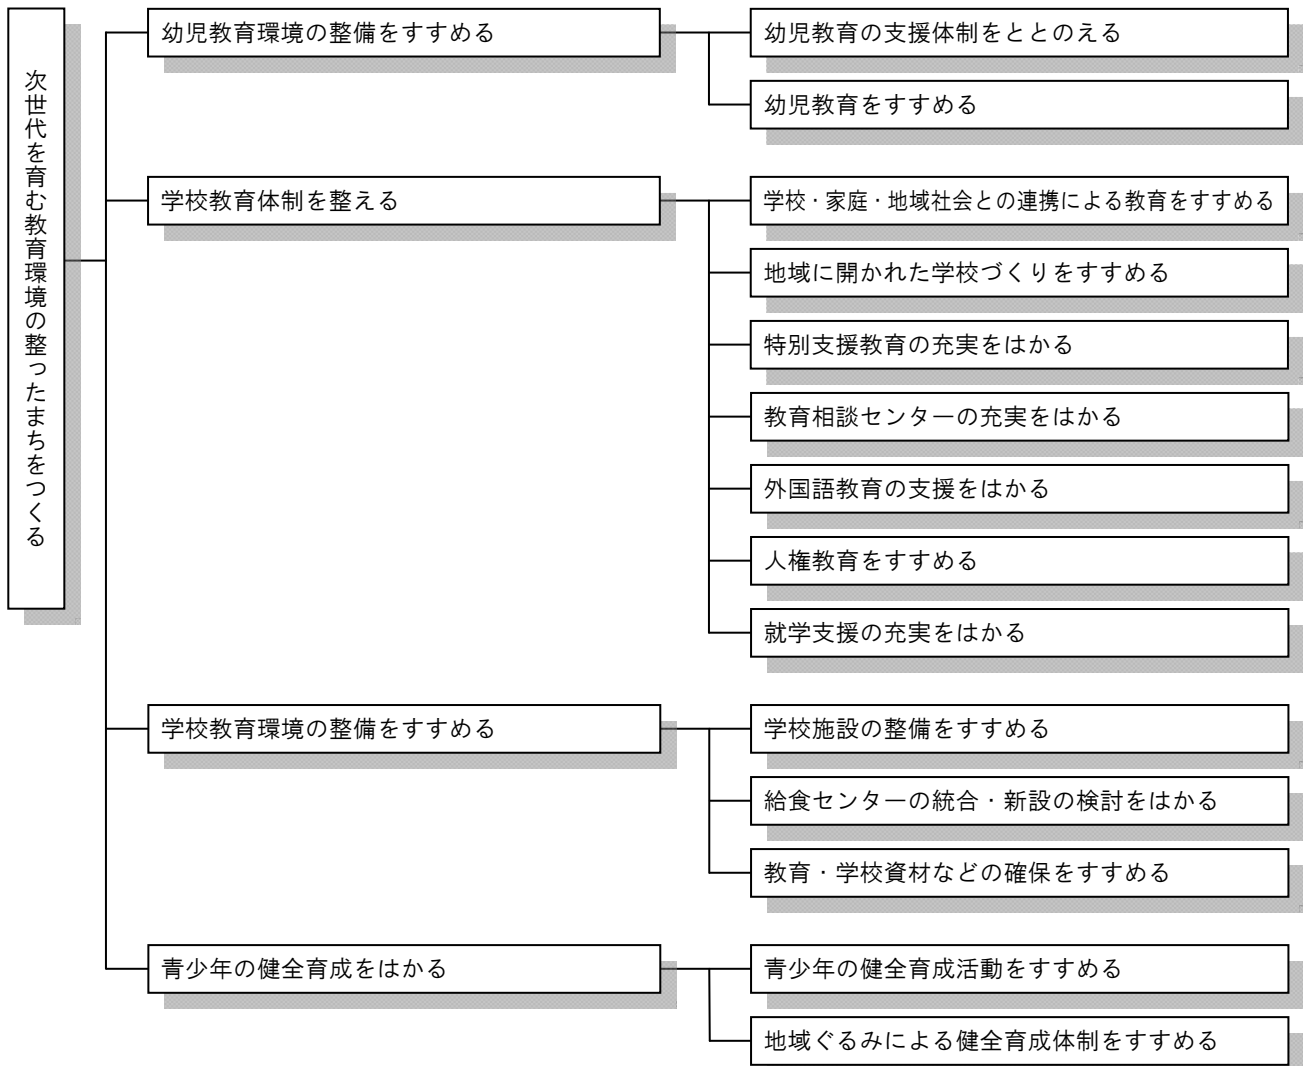 次世代を育む教育環境の整ったまちをつくる
幼児教育環境の整備をすすめる
幼児教育の支援体制をととのえる
幼児教育をすすめる
学校教育体制を整える
学校・家庭・地域社会との連携による教育をすすめる
地域に開かれた学校づくりをすすめる
特別支援教育の充実をはかる
教育相談センターの充実をはかる
外国語教育の支援をはかる
人権教育をすすめる
就学支援の充実をはかる
学校教育環境の整備をすすめる
学校施設の整備をすすめる
給食センターの統合・新設の検討をはかる
教育・学校資材などの確保をすすめる
青少年の健全育成をはかる
青少年の健全育成活動をすすめる
地域ぐるみによる健全育成体制をすすめる